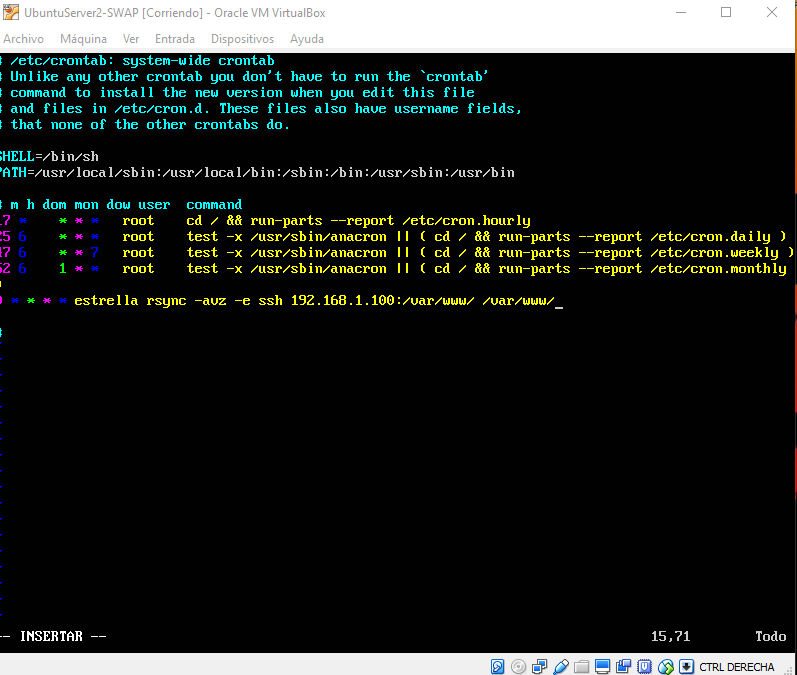 UbuntuServer2-SWAP [Corriendo] - Oracle VM VirtualBox
Archivo Máquina Ver Entrada Dispositivos Ayuda
# /etc/crontab: system-wide crontab
# Unlike any other crontab you don't have to run the `crontab'
# command to install the new version when you edit this file
# and files in /etc/cron.d. These files also have username fields,
# that none of the other crontabs do.
SHELL=/bin/sh
PATH=/usr/local/sbin:/usr/local/bin:/sbin:/bin:/usr/sbin:/usr/bin
# m h dom mon dow user command
17 * * * * root cd / && run-parts --report /etc/cron.hourly
25 6 * * * root test -x /usr/sbin/anacron || ( cd / && run-parts --report /etc/cron.daily )
47 6 * * 7 root test -x /usr/sbin/anacron || ( cd / && run-parts --report /etc/cron.weekly )
52 6 1 * * root test -x /usr/sbin/anacron || ( cd / && run-parts --report /etc/cron.monthly
)
0 * * * * estrella rsync -avz -e ssh 192.168.1.100:/var/www/ /var/www/_
#
-- INSERTAR -- 15,71 Todo
CTRL DERECHA